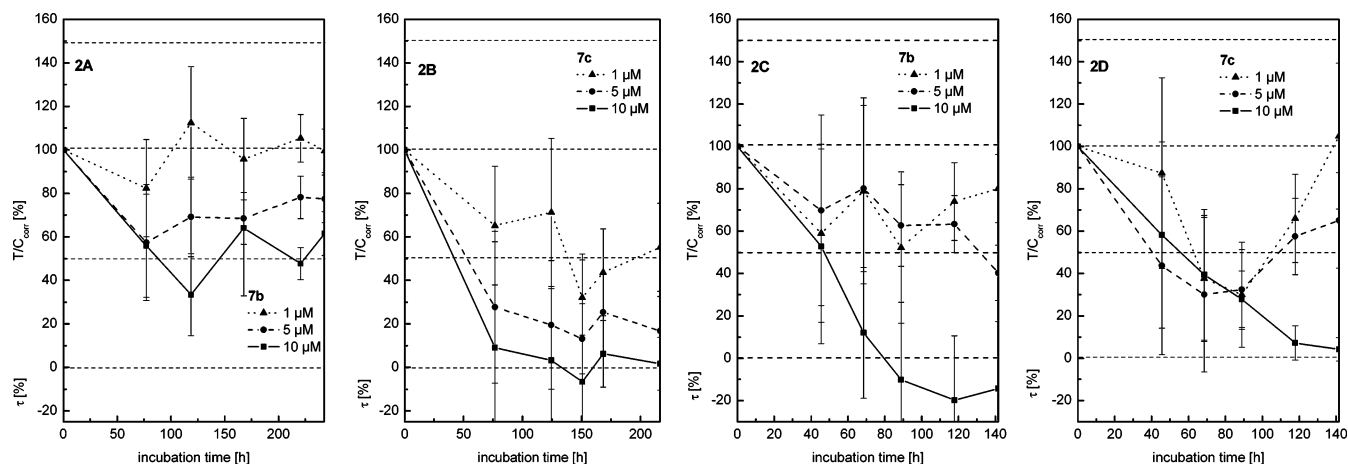 160
140
120
100
80
60
40
20
0
-20
T/C_corr [%]
τ [%]
2A
7b
1 µM
5 µM
10 µM
0 50 100 150 200
incubation time [h]
160
140
120
100
80
60
40
20
0
-20
T/C_corr [%]
τ [%]
2B
7c
1 µM
5 µM
10 µM
0 50 100 150 200
incubation time [h]
160
140
120
100
80
60
40
20
0
-20
T/C_corr [%]
τ [%]
2C
7b
1 µM
5 µM
10 µM
0 20 40 60 80 100 120 140
incubation time [h]
160
140
120
100
80
60
40
20
0
-20
T/C_corr [%]
τ [%]
2D
7c
1 µM
5 µM
10 µM
0 20 40 60 80 100 120 140
incubation time [h]